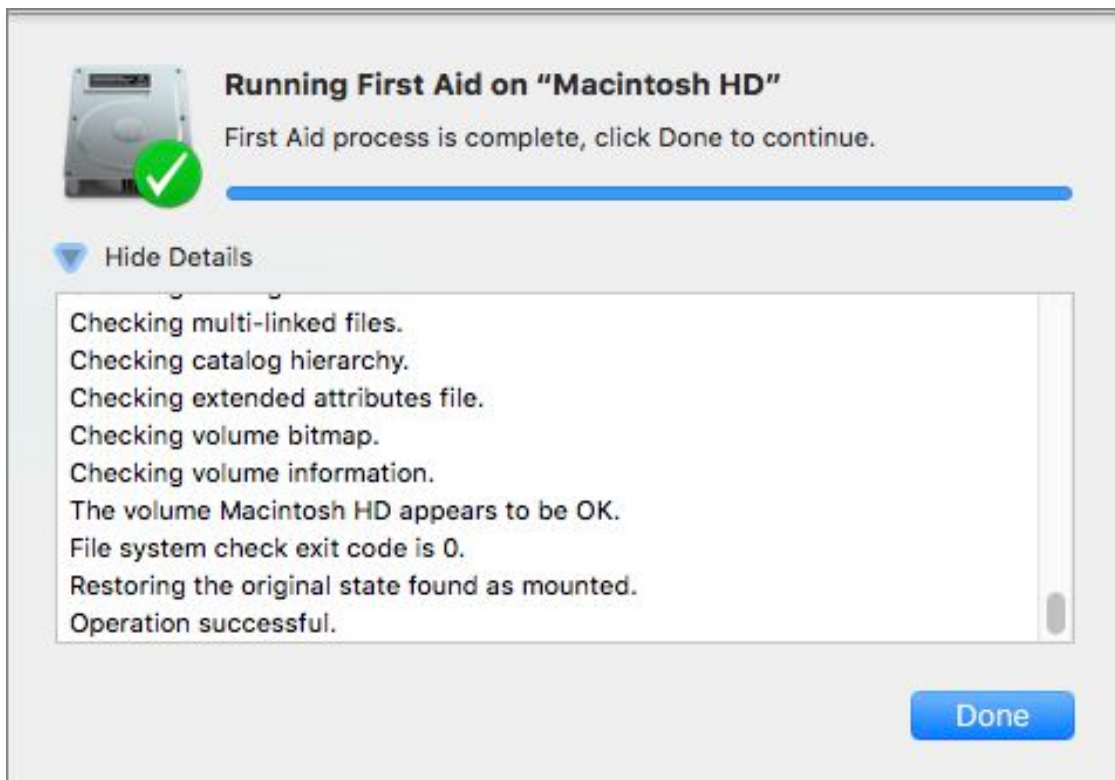 Running First Aid on “Macintosh HD”
First Aid process is complete, click Done to continue.
Hide Details
Checking multi-linked files.
Checking catalog hierarchy.
Checking extended attributes file.
Checking volume bitmap.
Checking volume information.
The volume Macintosh HD appears to be OK.
File system check exit code is 0.
Restoring the original state found as mounted.
Operation successful.
Done